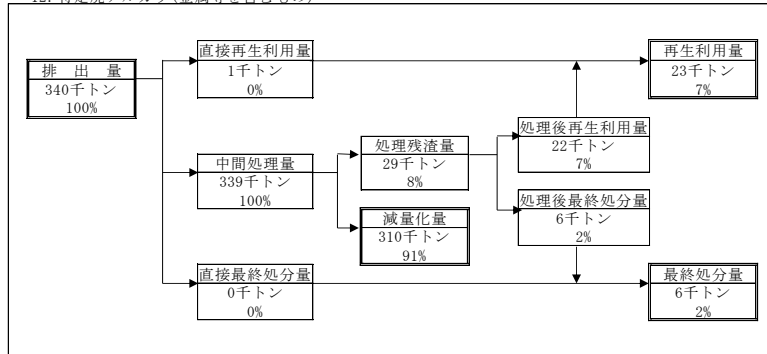 直接再生利用量
1千トン
0%
再生利用量
23千トン
7%
排出量
340千トン
100%
処理後再生利用量
22千トン
7%
処理残渣量
29千トン
8%
中間処理量
339千トン
100%
処理後最終処分量
6千トン
2%
減量化量
310千トン
91%
直接最終処分量
0千トン
0%
最終処分量
6千トン
2%